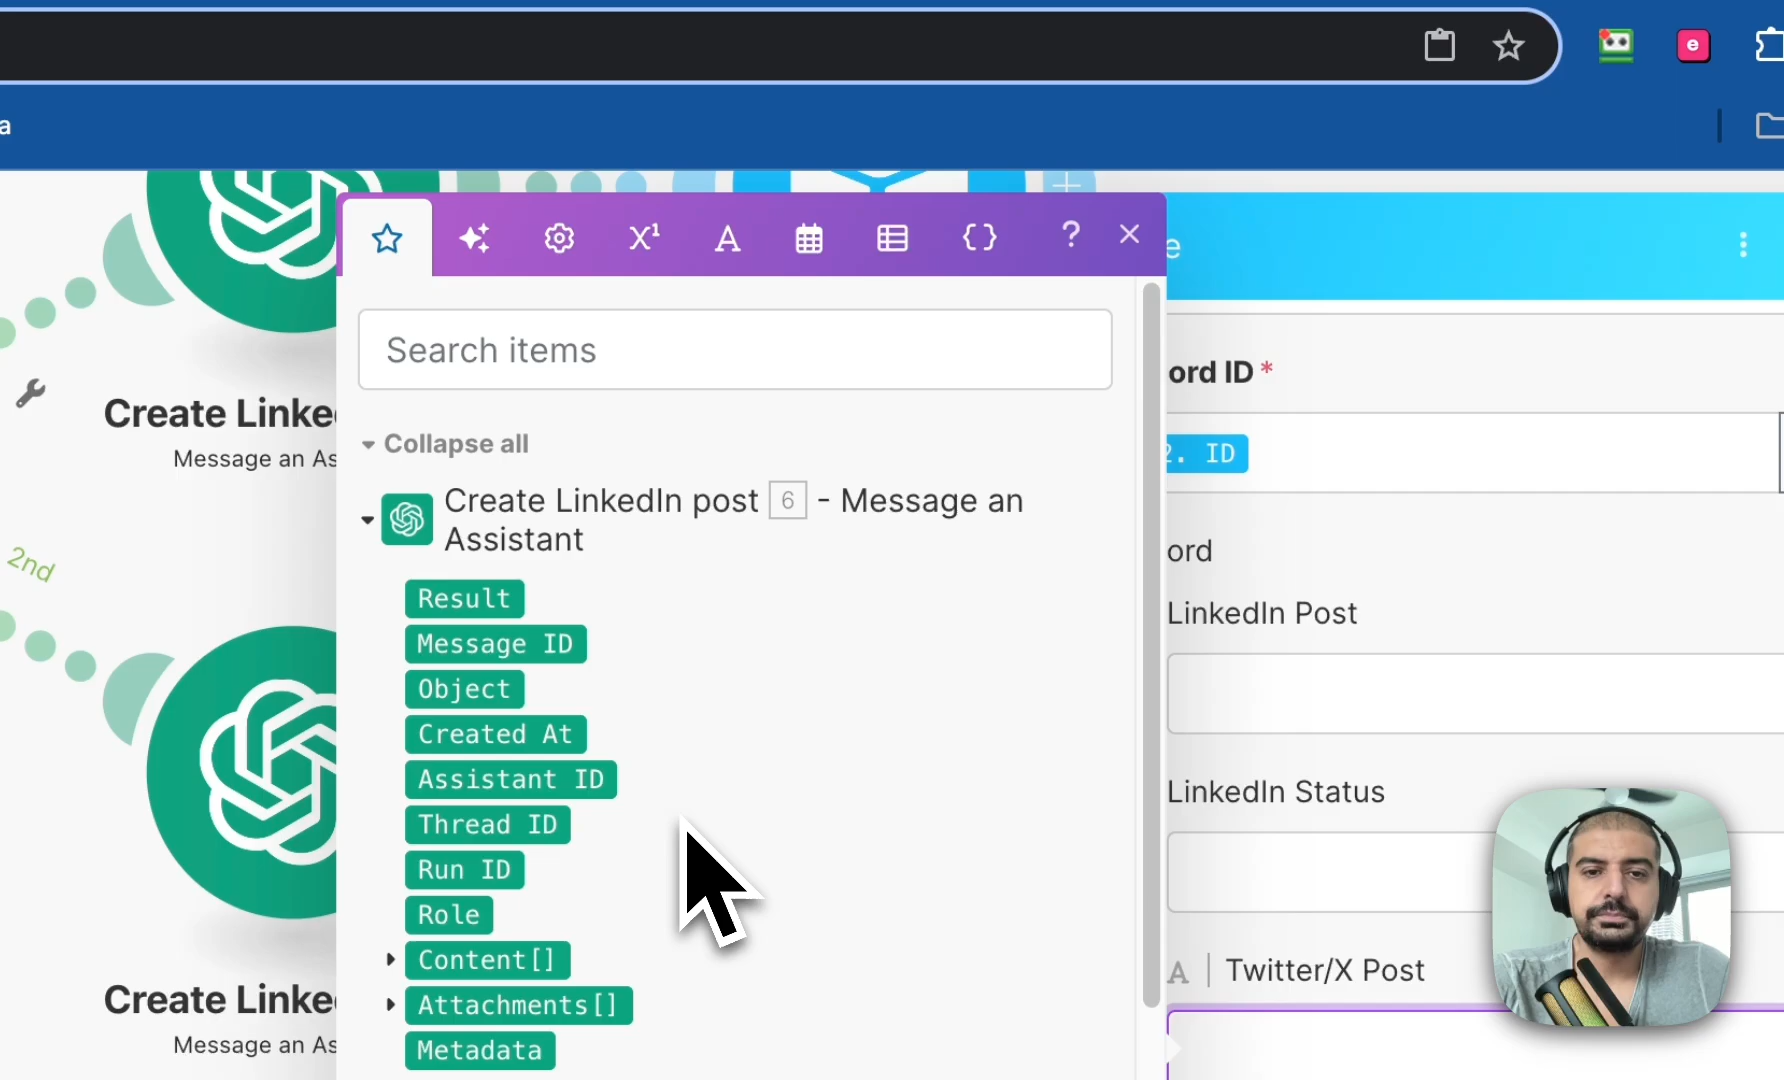 a
e
Create Linke
Message an As
2nd
Create Linke
Message an As
X¹ A { } ?
Search items
Collapse all
Create LinkedIn post 6 - Message an
Assistant
Result
Message ID
Object
Created At
Assistant ID
Thread ID
Run ID
Role
Content[]
Attachments[]
Metadata
e
ord ID *
2. ID
ord
LinkedIn Post
LinkedIn Status
A Twitter/X Post